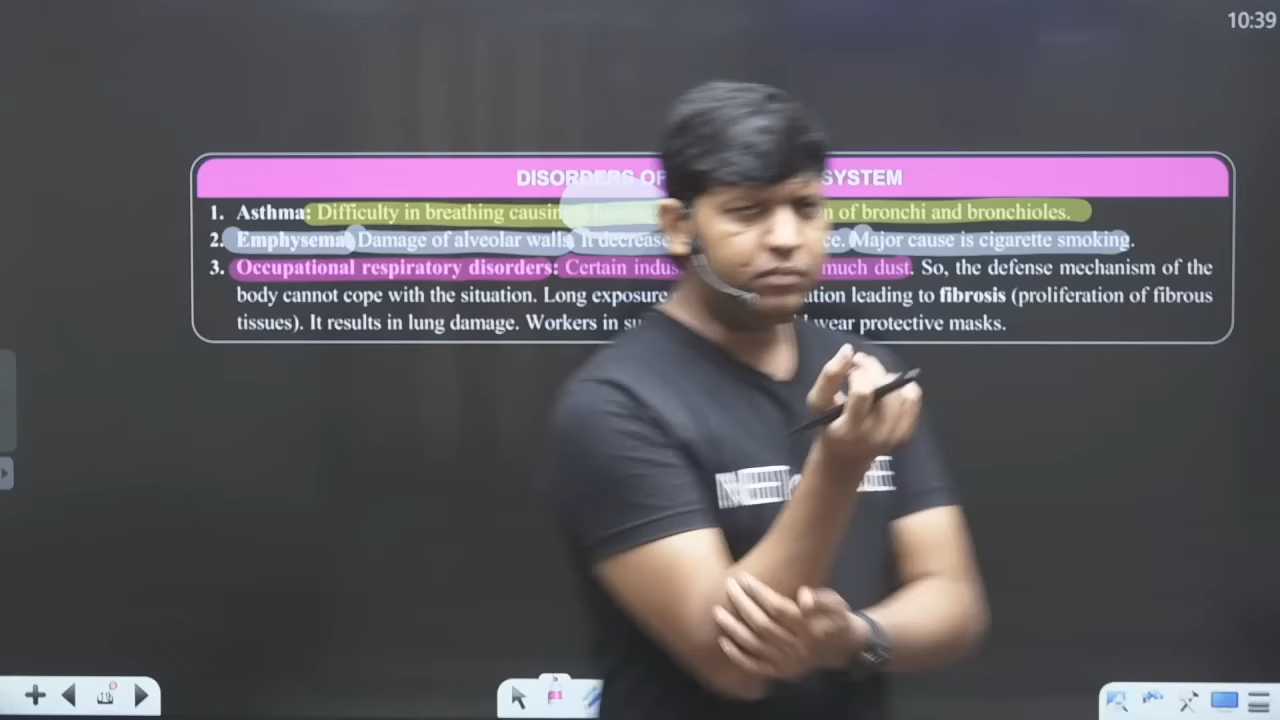 10:39
DISORDERS OF SYSTEM
1. Asthma: Difficulty in breathing causing n of bronchi and bronchioles.
2. Emphysema: Damage of alveolar walls. It decrease ce. Major cause is cigarette smoking.
3. Occupational respiratory disorders: Certain indus much dust. So, the defense mechanism of the
body cannot cope with the situation. Long exposure ation leading to fibrosis (proliferation of fibrous
tissues). It results in lung damage. Workers in su wear protective masks.